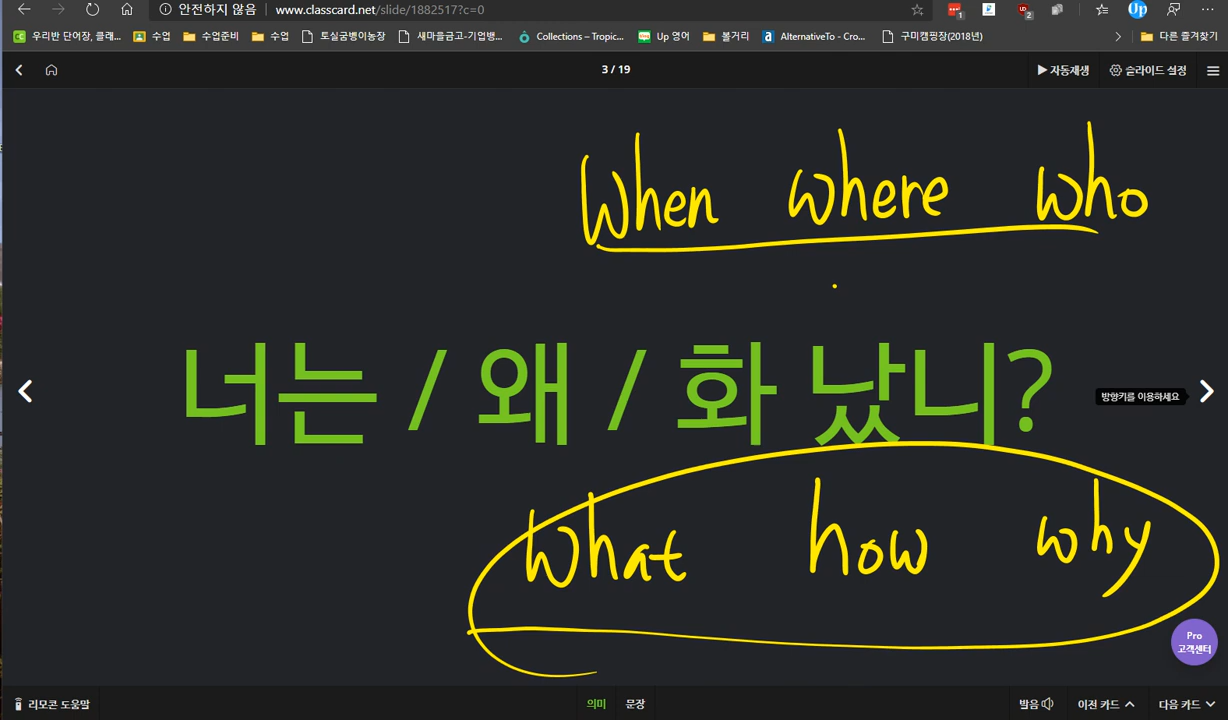 안전하지 않음 www.classcard.net/slide/1882517?c=0
우리반 단어장, 클래... 수업 수업준비 수업 토실굼벵이농장 새마을금고-기업뱅... Collections – Tropic... Up 영어 볼거리 AlternativeTo - Cro... 구미캠핑장(2018년) 다른 즐겨찾기
3 / 19 자동재생 슬라이드 설정
when where who
너는 / 왜 / 화 났니?
방향키를 이용하세요
what how why
Pro
고객센터
리모콘 도움말 의미 문장 발음 이전 카드 다음 카드